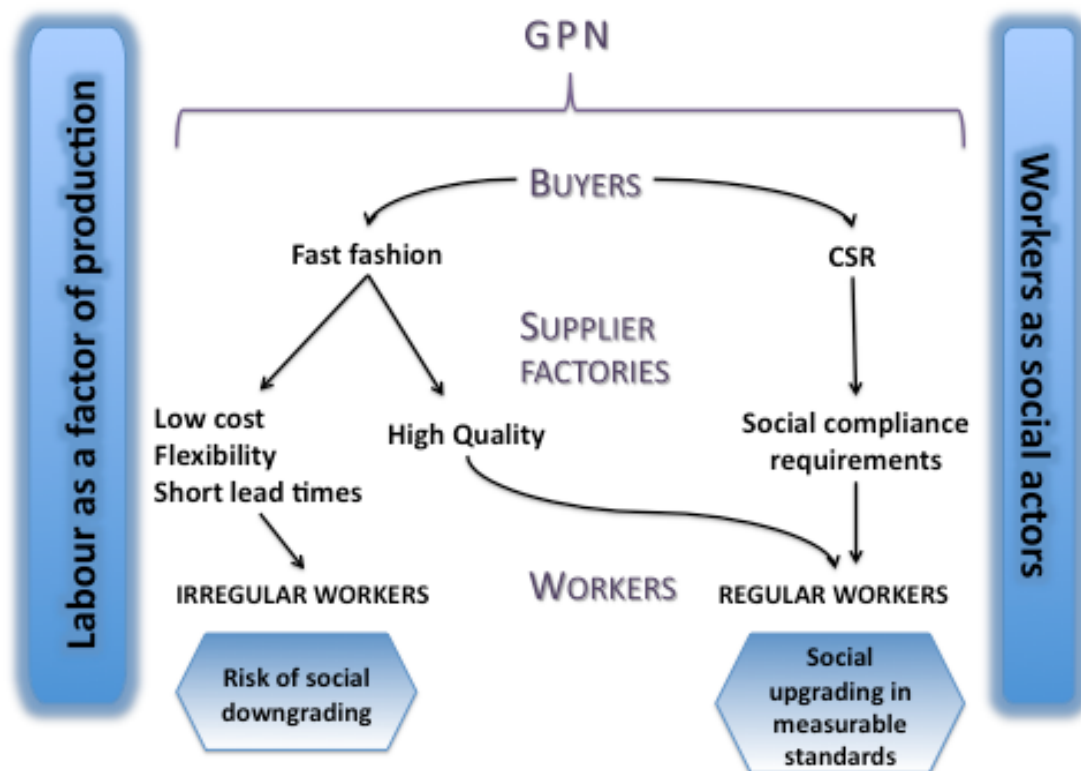 GPN
Labour as a factor of production
Workers as social actors
BUYERS
Fast fashion
CSR
SUPPLIER
FACTORIES
Low cost
Flexibility
Short lead times
High Quality
Social compliance
requirements
IRREGULAR WORKERS
WORKERS
REGULAR WORKERS
Risk of social
downgrading
Social
upgrading in
measurable
standards